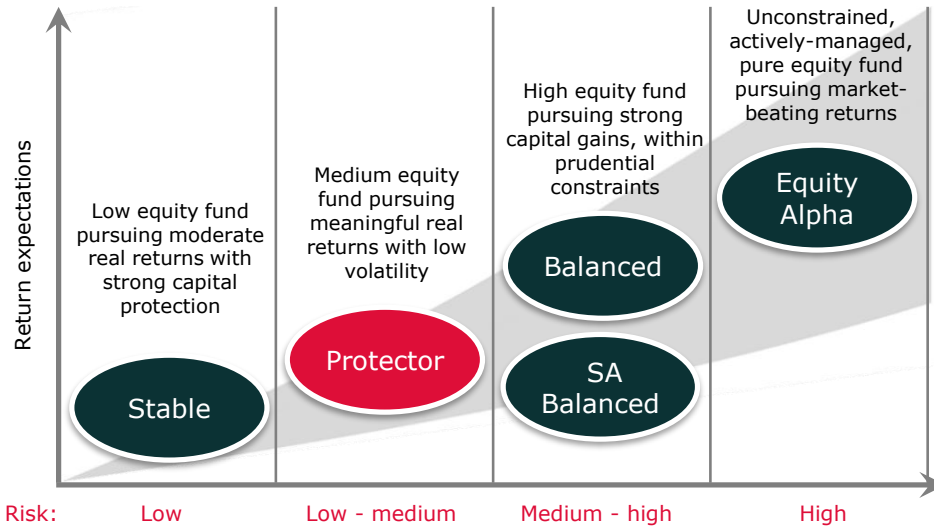 Return expectations
Low equity fund
pursuing moderate
real returns with
strong capital
protection
Stable
Medium equity
fund pursuing
meaningful real
returns with low
volatility
Protector
High equity fund
pursuing strong
capital gains, within
prudential
constraints
Balanced
SA
Balanced
Unconstrained,
actively-managed,
pure equity fund
pursuing market-
beating returns
Equity
Alpha
Risk:
Low
Low - medium
Medium - high
High